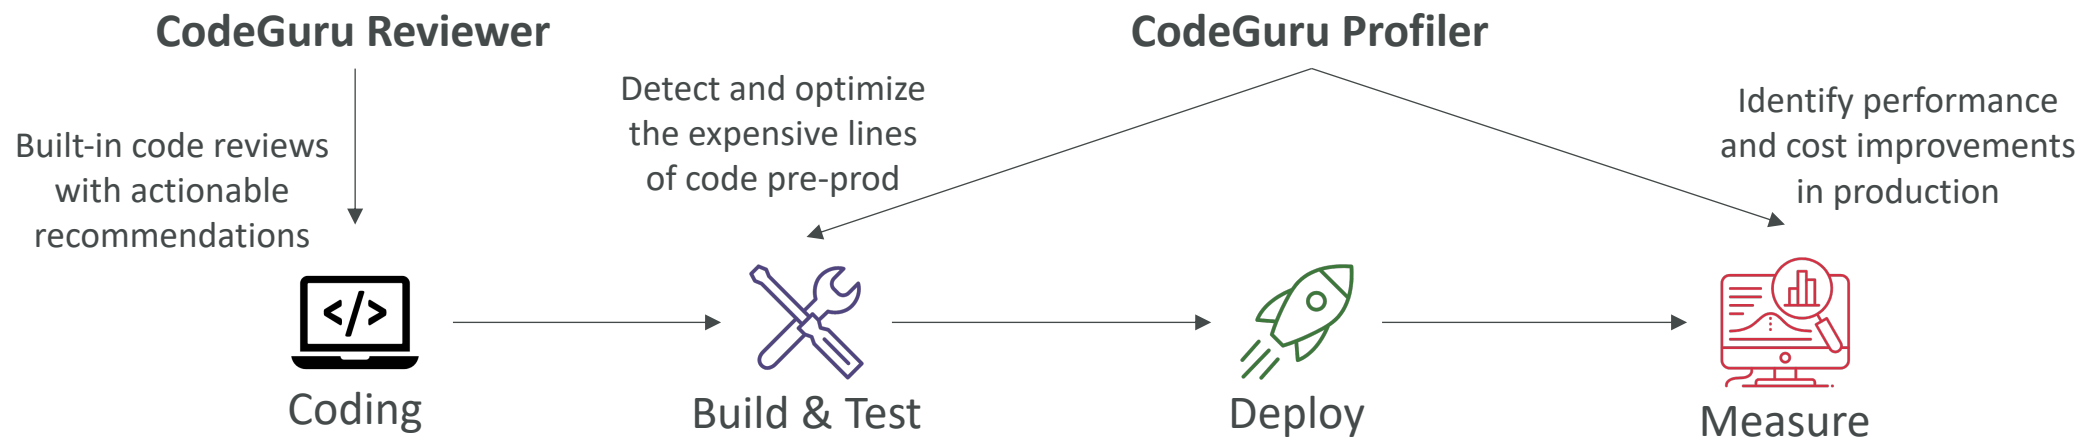 CodeGuru Reviewer
CodeGuru Profiler
Built-in code reviews
with actionable
recommendations
Detect and optimize
the expensive lines
of code pre-prod
Identify performance
and cost improvements
in production
</>
Coding
Build & Test
Deploy
Measure